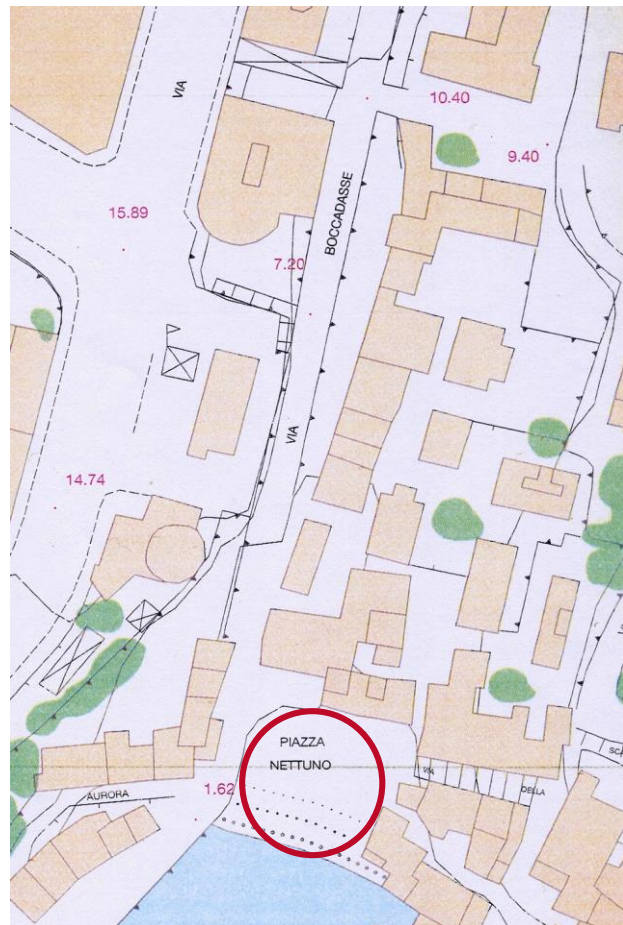 VIA
10.40
9.40
BOCCADASSE
15.89
7.20
VIA
14.74
PIAZZA
NETTUNO
VIA
DELLA
AURORA
1.62